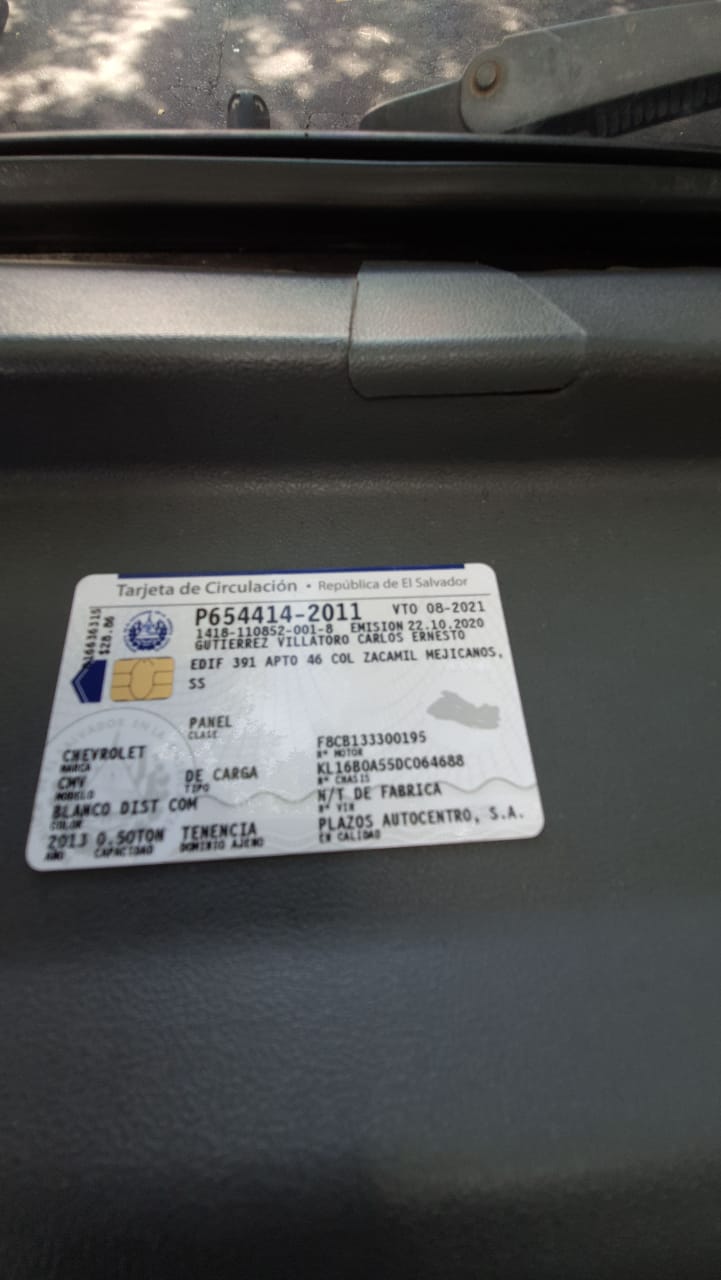 Tarjeta de Circulación • República de El Salvador
P654414-2011 VTO 08-2021
1418-110852-001-8 EMISION 22.10.2020
GUTIERREZ VILLATORO CARLOS ERNESTO
EDIF 391 APTO 46 COL ZACAMIL MEJICANOS,
SS
$28.86
PANEL
CLASE
F8CB133300195
Nº MOTOR
CHEVROLET
MARCA
DE CARGA
TIPO
KL16B0A55DC064688
Nº CHASIS
CMV
MODELO
N/T DE FABRICA
Nº VIN
BLANCO DIST COM
COLOR
PLAZOS AUTOCENTRO, S.A.
EN CALIDAD
2013 0.50TON TENENCIA
AÑO CAPACIDAD DOMINIO AJENO